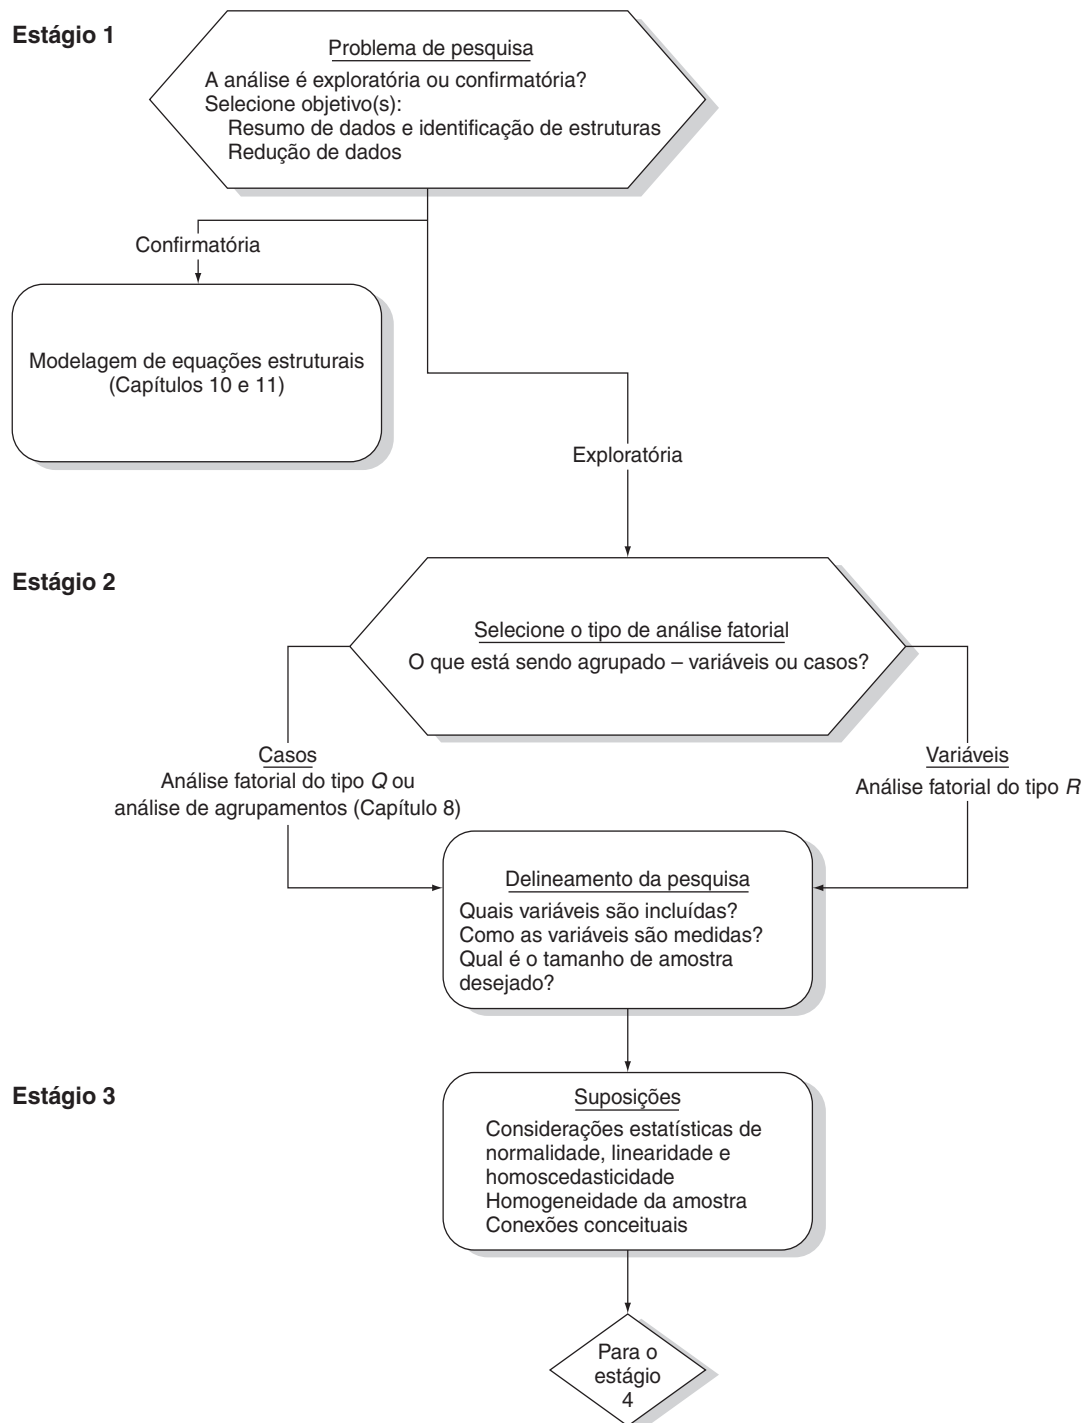 Estágio 1
Problema de pesquisa
A análise é exploratória ou confirmatória?
Selecione objetivo(s):
Resumo de dados e identificação de estruturas
Redução de dados
Confirmatória
Modelagem de equações estruturais
(Capítulos 10 e 11)
Exploratória
Estágio 2
Selecione o tipo de análise fatorial
O que está sendo agrupado – variáveis ou casos?
Casos
Análise fatorial do tipo Q ou
análise de agrupamentos (Capítulo 8)
Variáveis
Análise fatorial do tipo R
Delineamento da pesquisa
Quais variáveis são incluídas?
Como as variáveis são medidas?
Qual é o tamanho de amostra
desejado?
Estágio 3
Suposições
Considerações estatísticas de
normalidade, linearidade e
homoscedasticidade
Homogeneidade da amostra
Conexões conceituais
Para o
estágio
4